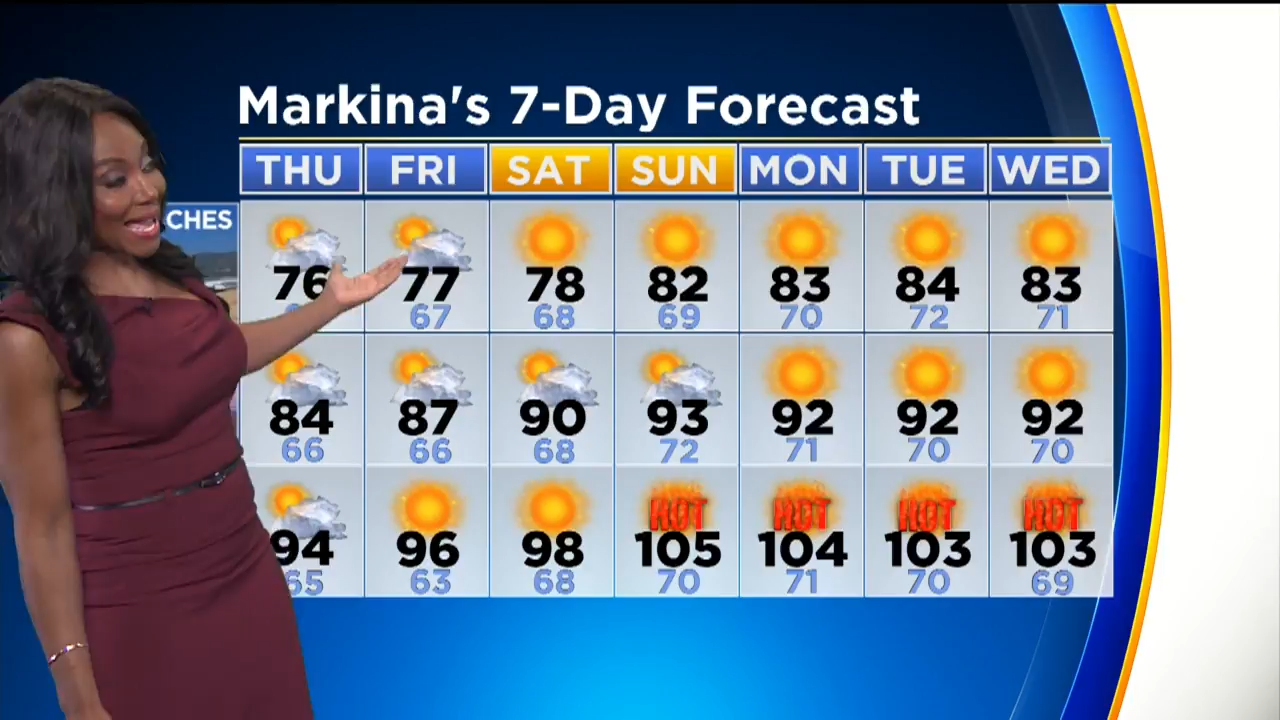 Markina's 7-Day Forecast
THU FRI SAT SUN MON TUE WED
CHES
76 77 78 82 83 84 83
67 68 69 70 72 71
84 87 90 93 92 92 92
66 66 68 72 71 70 70
94 96 98 HOT 105 HOT 104 HOT 103 HOT 103
65 63 68 70 71 70 69